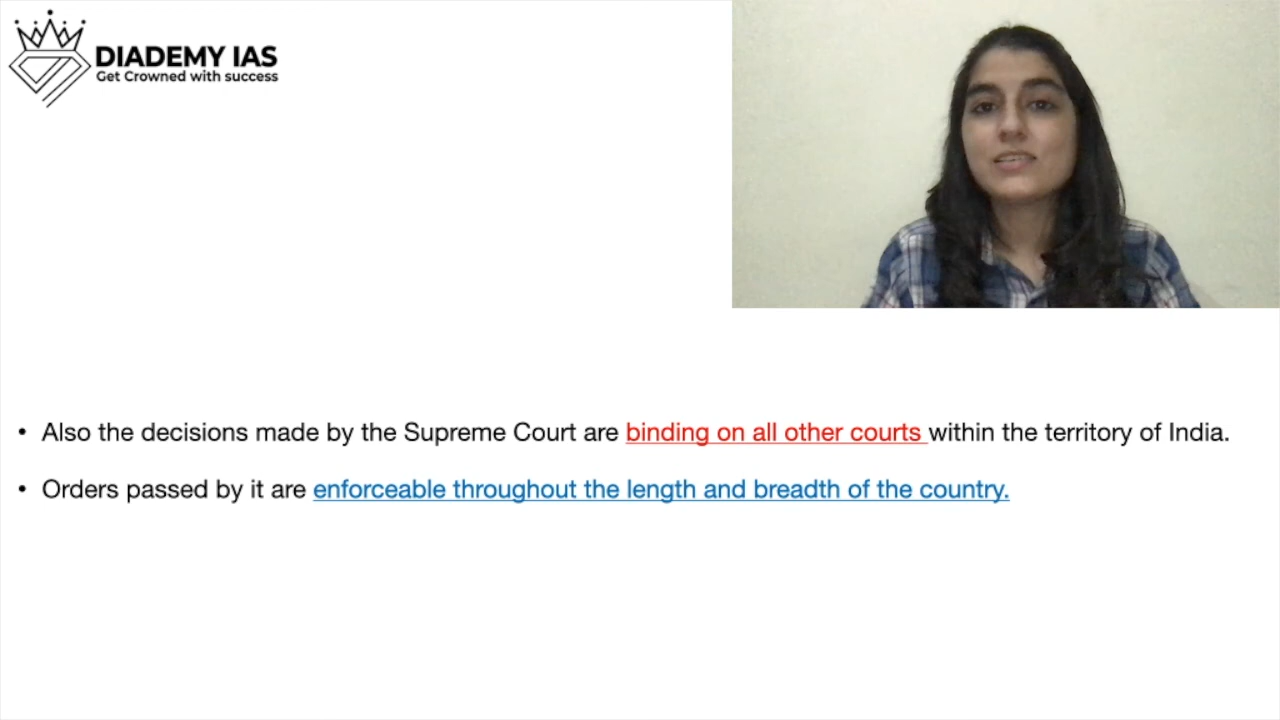 DIADEMY IAS
Get Crowned with success
• Also the decisions made by the Supreme Court are binding on all other courts within the territory of India.
• Orders passed by it are enforceable throughout the length and breadth of the country.